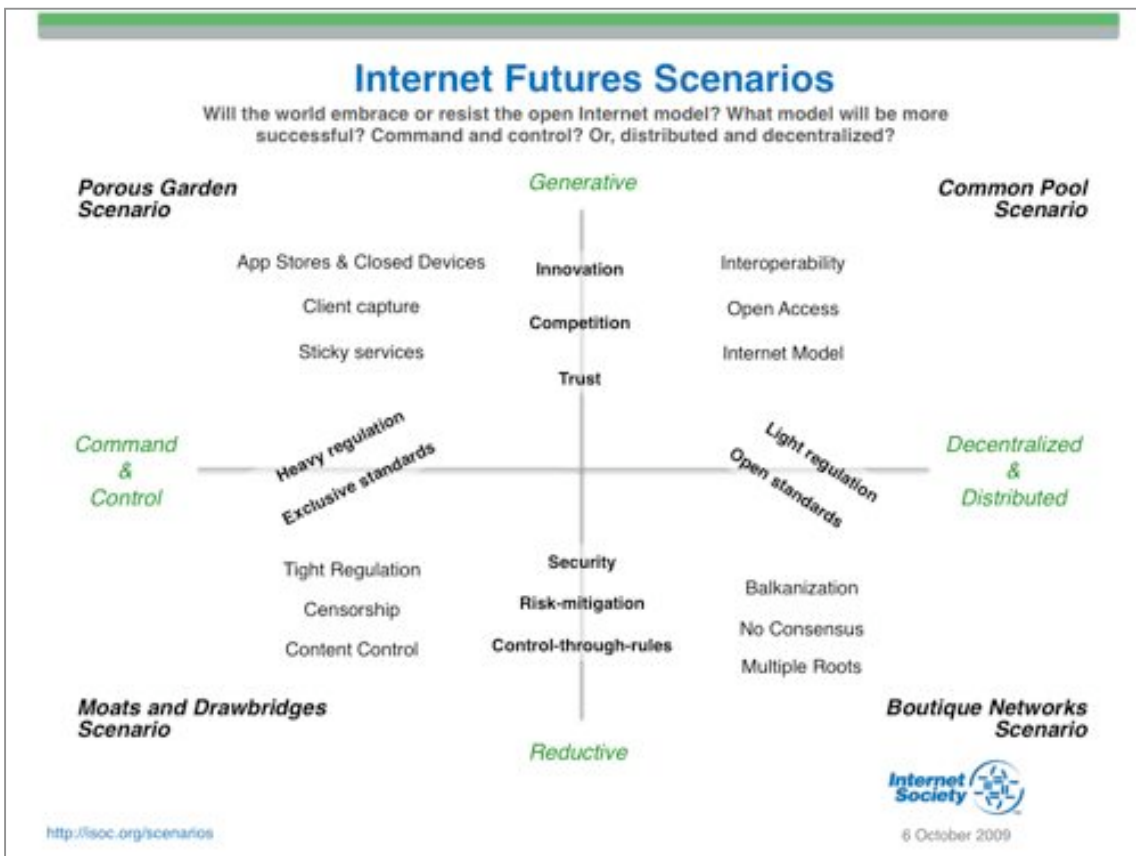 Internet Futures Scenarios
Will the world embrace or resist the open Internet model? What model will be more
successful? Command and control? Or, distributed and decentralized?
Porous Garden
Scenario
Generative
Common Pool
Scenario
App Stores & Closed Devices
Client capture
Sticky services
Innovation
Competition
Trust
Interoperability
Open Access
Internet Model
Command
&
Control
Heavy regulation
Exclusive standards
Light regulation
Open standards
Decentralized
&
Distributed
Tight Regulation
Censorship
Content Control
Security
Risk-mitigation
Control-through-rules
Balkanization
No Consensus
Multiple Roots
Moats and Drawbridges
Scenario
Reductive
Boutique Networks
Scenario
Internet
Society
http://isoc.org/scenarios
6 October 2009